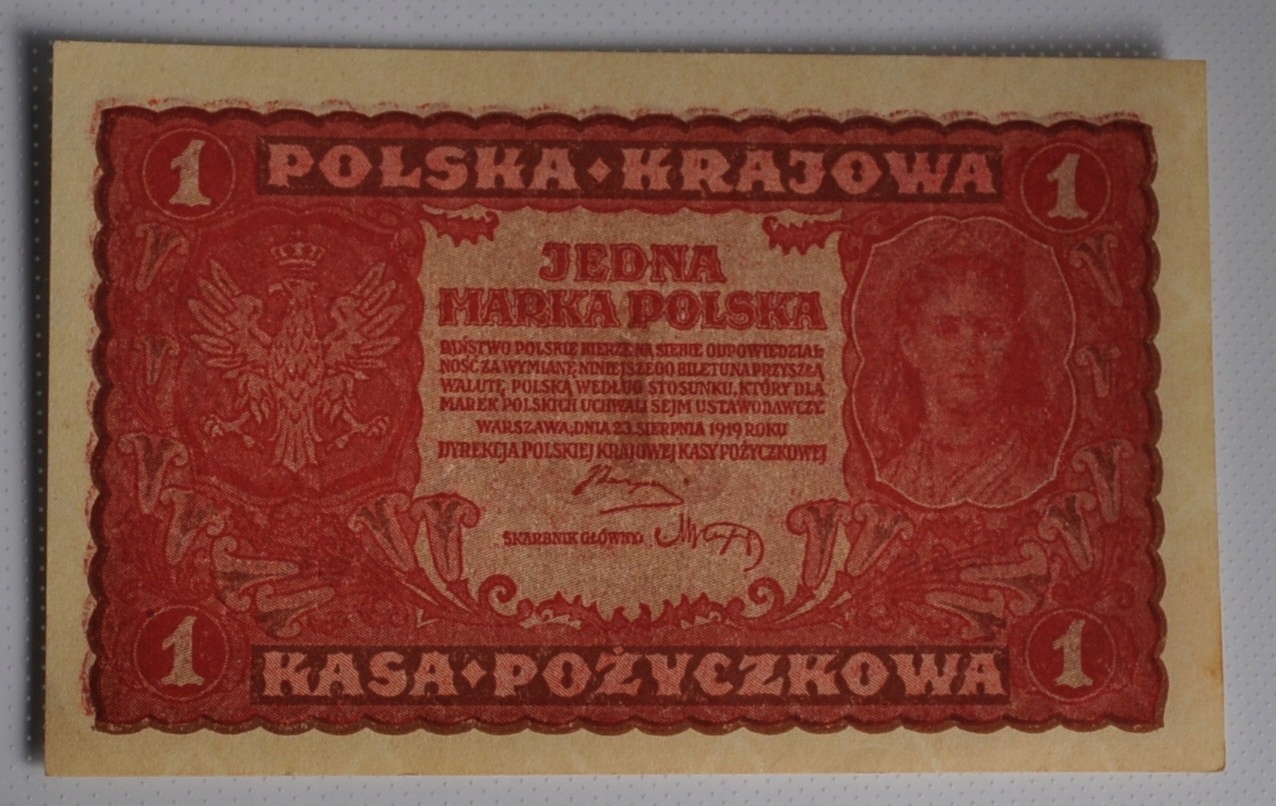 1 POLSKA ◆ KRAJOWA 1
JEDNA
MARKA POLSKA
PAŃSTWO POLSKIE BIERZE NA SIEBIE ODPOWIEDZIAL-
NOŚĆ ZA WYMIANĘ NINIEJSZEGO BILETU NA PRZYSZŁĄ
WALUTĘ POLSKĄ WEDŁUG STOSUNKU, KTÓRY DLA
MAREK POLSKICH UCHWALI SEJM USTAWODAWCZY.
WARSZAWA, DNIA 23 SIERPNIA 1919 ROKU
DYREKCJA POLSKIEJ KRAJOWEJ KASY POŻYCZKOWEJ
SKARBNIK GŁÓWNY:
1 KASA ◆ POŻYCZKOWA 1